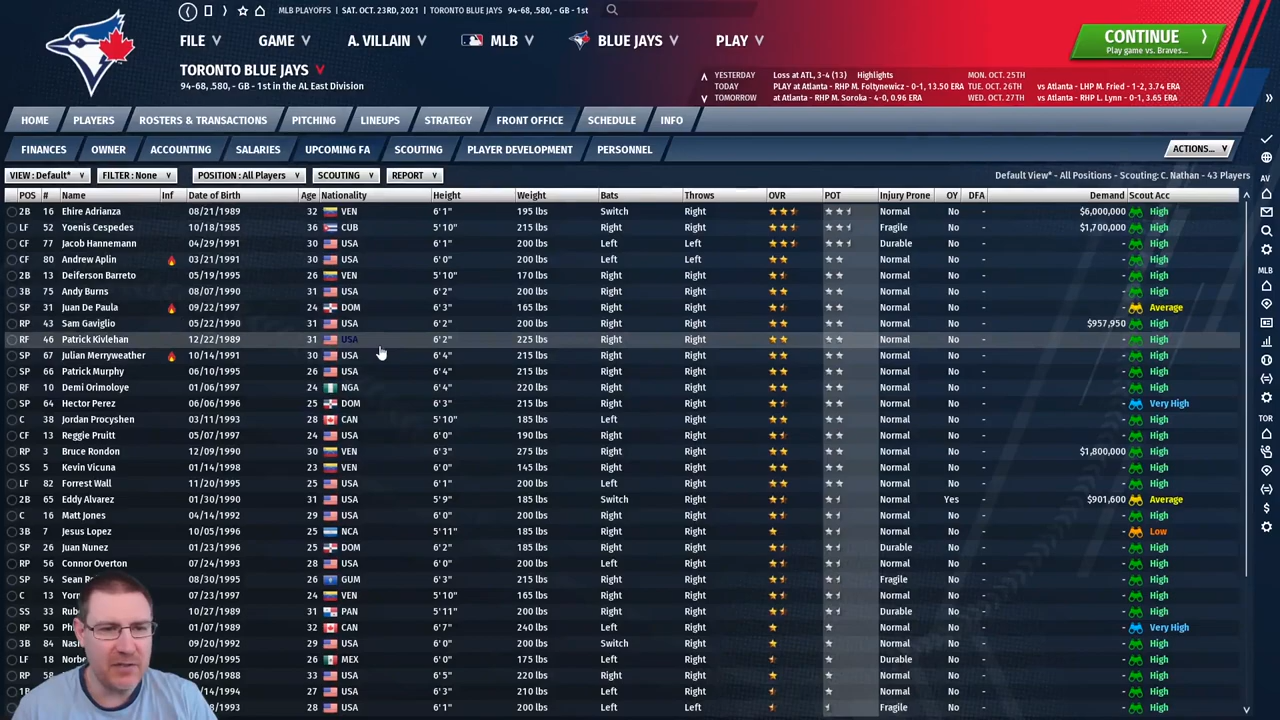 MLB PLAYOFFS | SAT. OCT. 23RD, 2021 | TORONTO BLUE JAYS 94-68, .580, - GB - 1st
FILE GAME A. VILLAIN MLB BLUE JAYS PLAY
CONTINUE
Play game vs. Braves...
TORONTO BLUE JAYS
94-68, .580, - GB - 1st in the AL East Division
YESTERDAY Loss at ATL, 3-4 (13) Highlights MON. OCT. 25TH
TODAY PLAY at Atlanta - RHP M. Foltynewicz - 0-1, 13.50 ERA TUE. OCT. 26TH vs Atlanta - LHP M. Fried - 1-2, 3.74 ERA
TOMORROW at Atlanta - RHP M. Soroka - 4-0, 0.96 ERA WED. OCT. 27TH vs Atlanta - RHP L. Lynn - 0-1, 3.65 ERA
HOME PLAYERS ROSTERS & TRANSACTIONS PITCHING LINEUPS STRATEGY FRONT OFFICE SCHEDULE INFO
FINANCES OWNER ACCOUNTING SALARIES UPCOMING FA SCOUTING PLAYER DEVELOPMENT PERSONNEL ACTIONS...
VIEW : Default* FILTER : None POSITION : All Players SCOUTING REPORT Default View* - All Positions - Scouting: C. Nathan - 43 Players
POS # Name Inf Date of Birth Age Nationality Height Weight Bats Throws OVR POT Injury Prone OY DFA Demand Scout Acc
2B 16 Ehire Adrianza 08/21/1989 32 VEN 6'1" 195 lbs Switch Right Normal No - $6,000,000 High
LF 52 Yoenis Cespedes 10/18/1985 36 CUB 5'10" 215 lbs Right Right Fragile No - $1,700,000 High
CF 77 Jacob Hannemann 04/29/1991 30 USA 6'1" 200 lbs Left Left Durable No - - High
CF 80 Andrew Aplin 03/21/1991 30 USA 6'0" 200 lbs Left Left Normal No - - High
2B 13 Deiferson Barreto 05/19/1995 26 VEN 5'10" 170 lbs Right Right Normal No - - High
3B 75 Andy Burns 08/07/1990 31 USA 6'2" 200 lbs Right Right Normal No - - High
SP 31 Juan De Paula 09/22/1997 24 DOM 6'3" 165 lbs Right Right Normal No - - Average
RP 43 Sam Gaviglio 05/22/1990 31 USA 6'2" 200 lbs Right Right Normal No - $957,950 High
RF 46 Patrick Kivlehan 12/22/1989 31 USA 6'2" 225 lbs Right Right Normal No - - High
SP 67 Julian Merryweather 10/14/1991 30 USA 6'4" 215 lbs Right Right Normal No - - High
SP 66 Patrick Murphy 06/10/1995 26 USA 6'4" 215 lbs Right Right Normal No - - High
RF 10 Demi Orimoloye 01/06/1997 24 NGA 6'4" 220 lbs Right Right Normal No - - High
SP 64 Hector Perez 06/06/1996 25 DOM 6'3" 215 lbs Right Right Normal No - - Very High
C 38 Jordan Procyshen 03/11/1993 28 CAN 5'10" 185 lbs Left Right Normal No - - High
CF 13 Reggie Pruitt 05/07/1997 24 USA 6'0" 190 lbs Right Right Normal No - - High
RP 3 Bruce Rondon 12/09/1990 30 VEN 6'3" 275 lbs Right Right Normal No - $1,800,000 High
SS 5 Kevin Vicuna 01/14/1998 23 VEN 6'0" 145 lbs Right Right Normal No - - High
LF 82 Forrest Wall 11/20/1995 25 USA 6'1" 200 lbs Left Right Normal No - - High
2B 65 Eddy Alvarez 01/30/1990 31 USA 5'9" 185 lbs Switch Right Normal Yes - $901,600 Average
C 16 Matt Jones 04/14/1992 29 USA 6'0" 200 lbs Right Right Normal No - - High
3B 7 Jesus Lopez 10/05/1996 25 NCA 5'11" 185 lbs Left Right Normal No - - Low
SP 26 Juan Nunez 01/23/1996 25 DOM 6'2" 185 lbs Right Right Durable No - - High
RP 56 Connor Overton 07/24/1993 28 USA 6'0" 200 lbs Left Right Normal No - - High
SP 54 Sean 08/30/1995 26 GUM 6'3" 215 lbs Right Right Fragile No - - High
C 13 07/23/1997 24 VEN 5'10" 165 lbs Right Right Normal No - - High
SS 33 10/27/1989 31 PAN 5'11" 185 lbs Right Right Durable No - - High
RP 50 01/07/1989 32 CAN 6'7" 240 lbs Left Right Normal No - - Very High
3B 84 09/20/1992 29 USA 6'0" 200 lbs Switch Right Normal No - - High
LF 18 07/09/1995 26 MEX 6'0" 175 lbs Left Right Durable No - - High
RP 58 06/05/1988 33 USA 6'5" 220 lbs Right Right Normal No - - High
1B 27 USA 6'3" 210 lbs Left Left Normal No - - High
28 USA 6'1" 200 lbs Left Left Fragile No - - High
AV
MLB
TOR